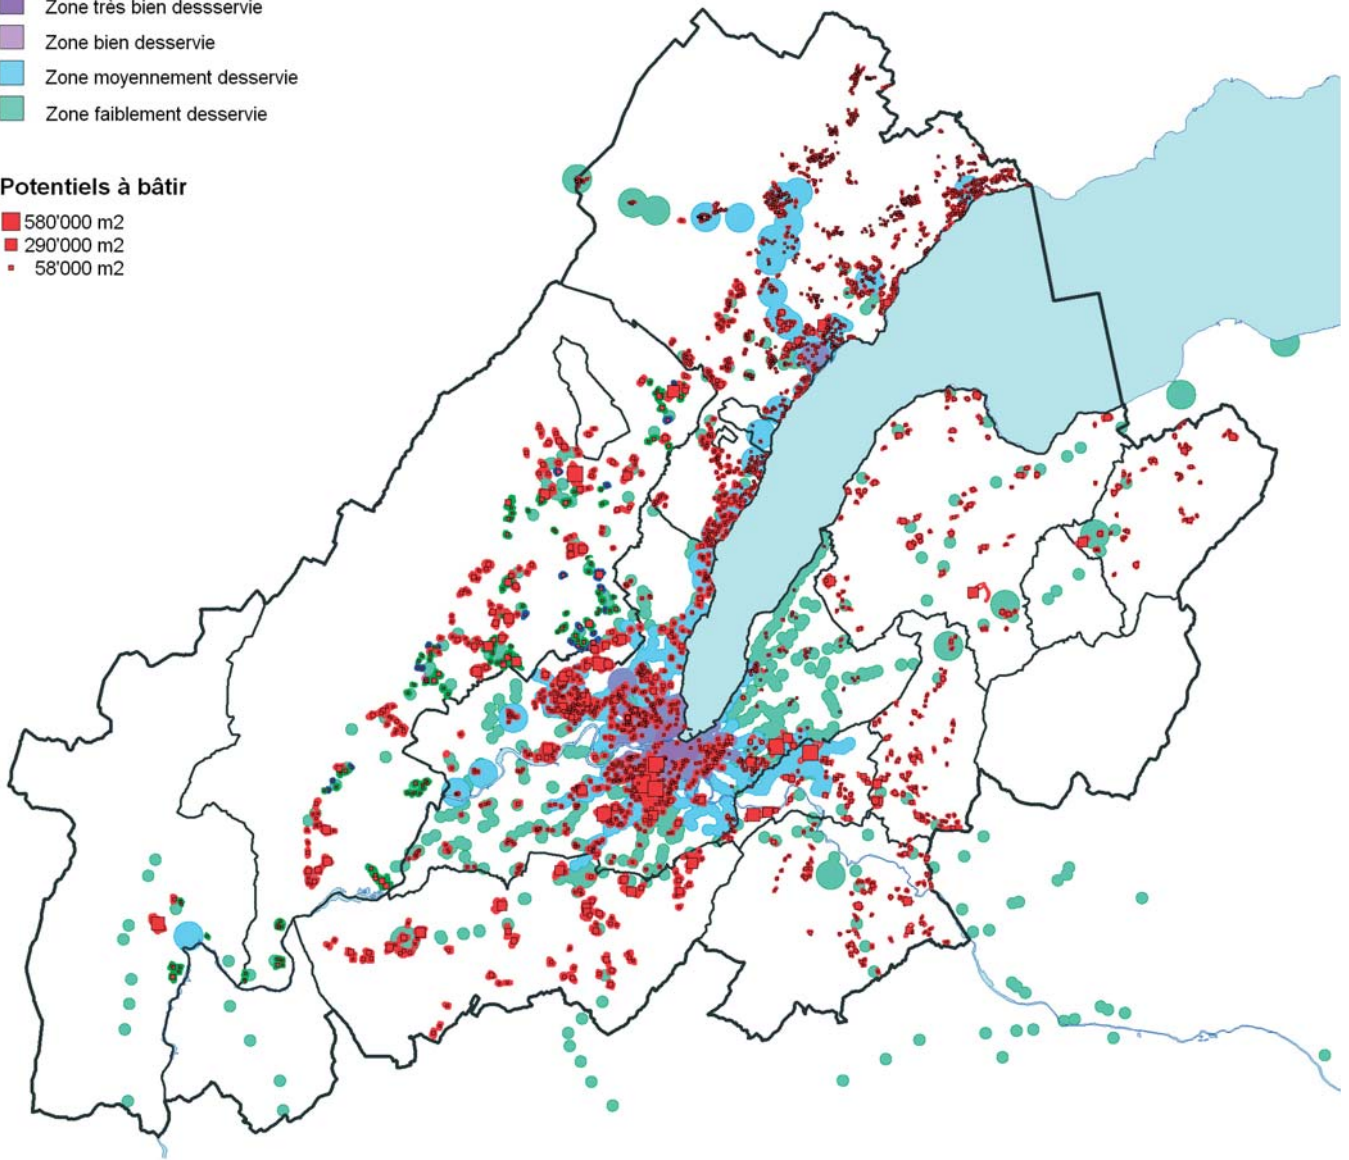 Zone très bien dessservie
Zone bien desservie
Zone moyennement desservie
Zone faiblement desservie
Potentiels à bâtir
580'000 m2
290'000 m2
58'000 m2